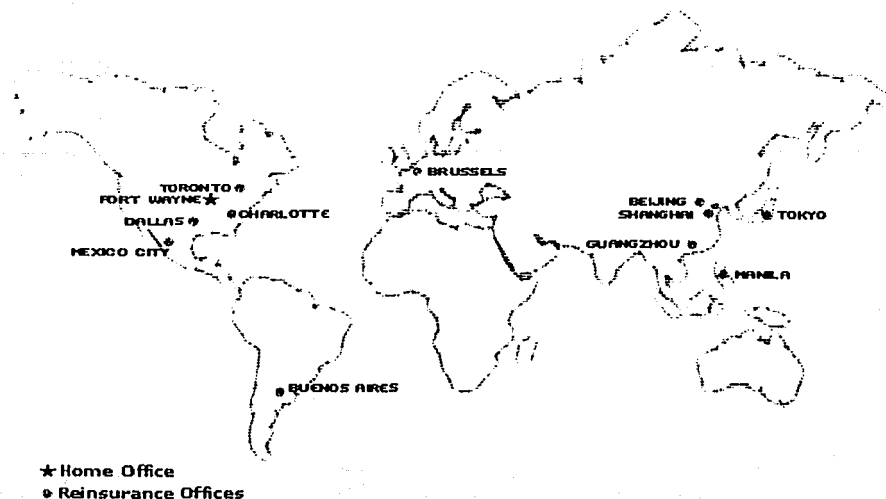 BRUSSELS
TORONTO
FORT WAYNE
CHARLOTTE
DALLAS
MEXICO CITY
BEIJING
SHANGHAI
TOKYO
GUANGZHOU
MANILA
BUENOS AIRES
Home Office
Reinsurance Offices